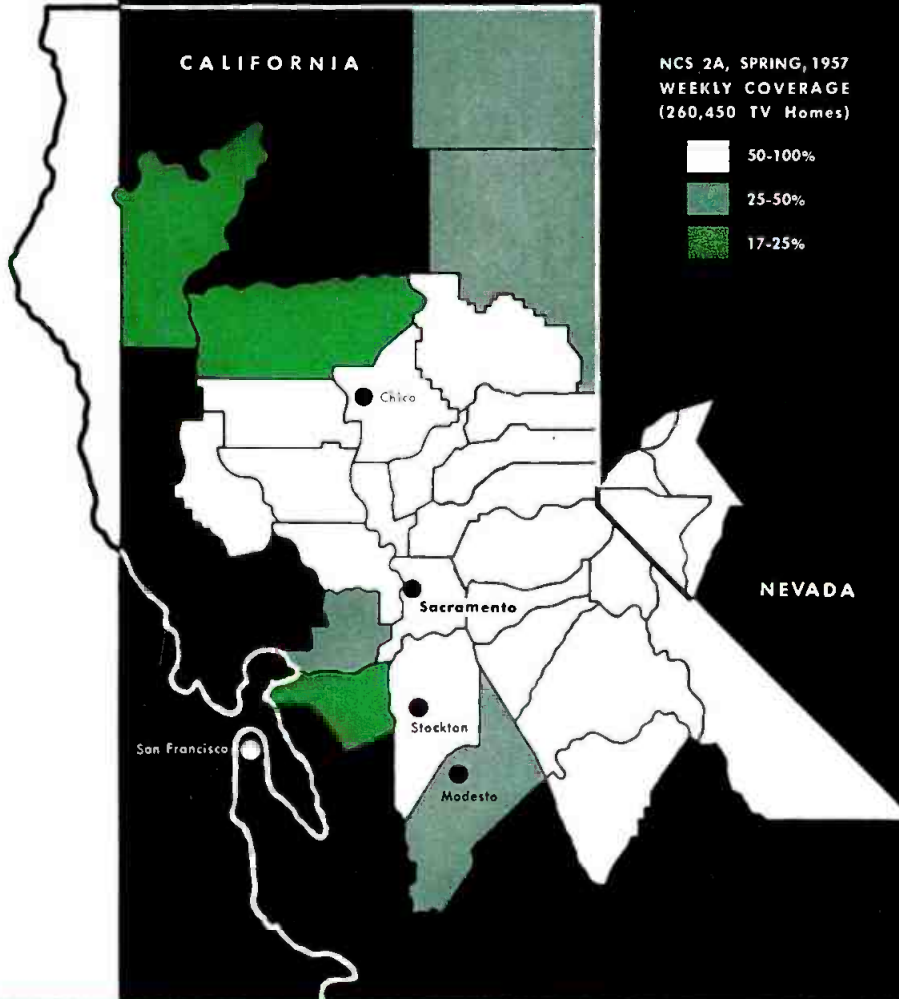 CALIFORNIA
NCS 2A, SPRING, 1957
WEEKLY COVERAGE
(260,450 TV Homes)
50-100%
25-50%
17-25%
Chico
Sacramento
NEVADA
Stockton
San Francisco
Modesto